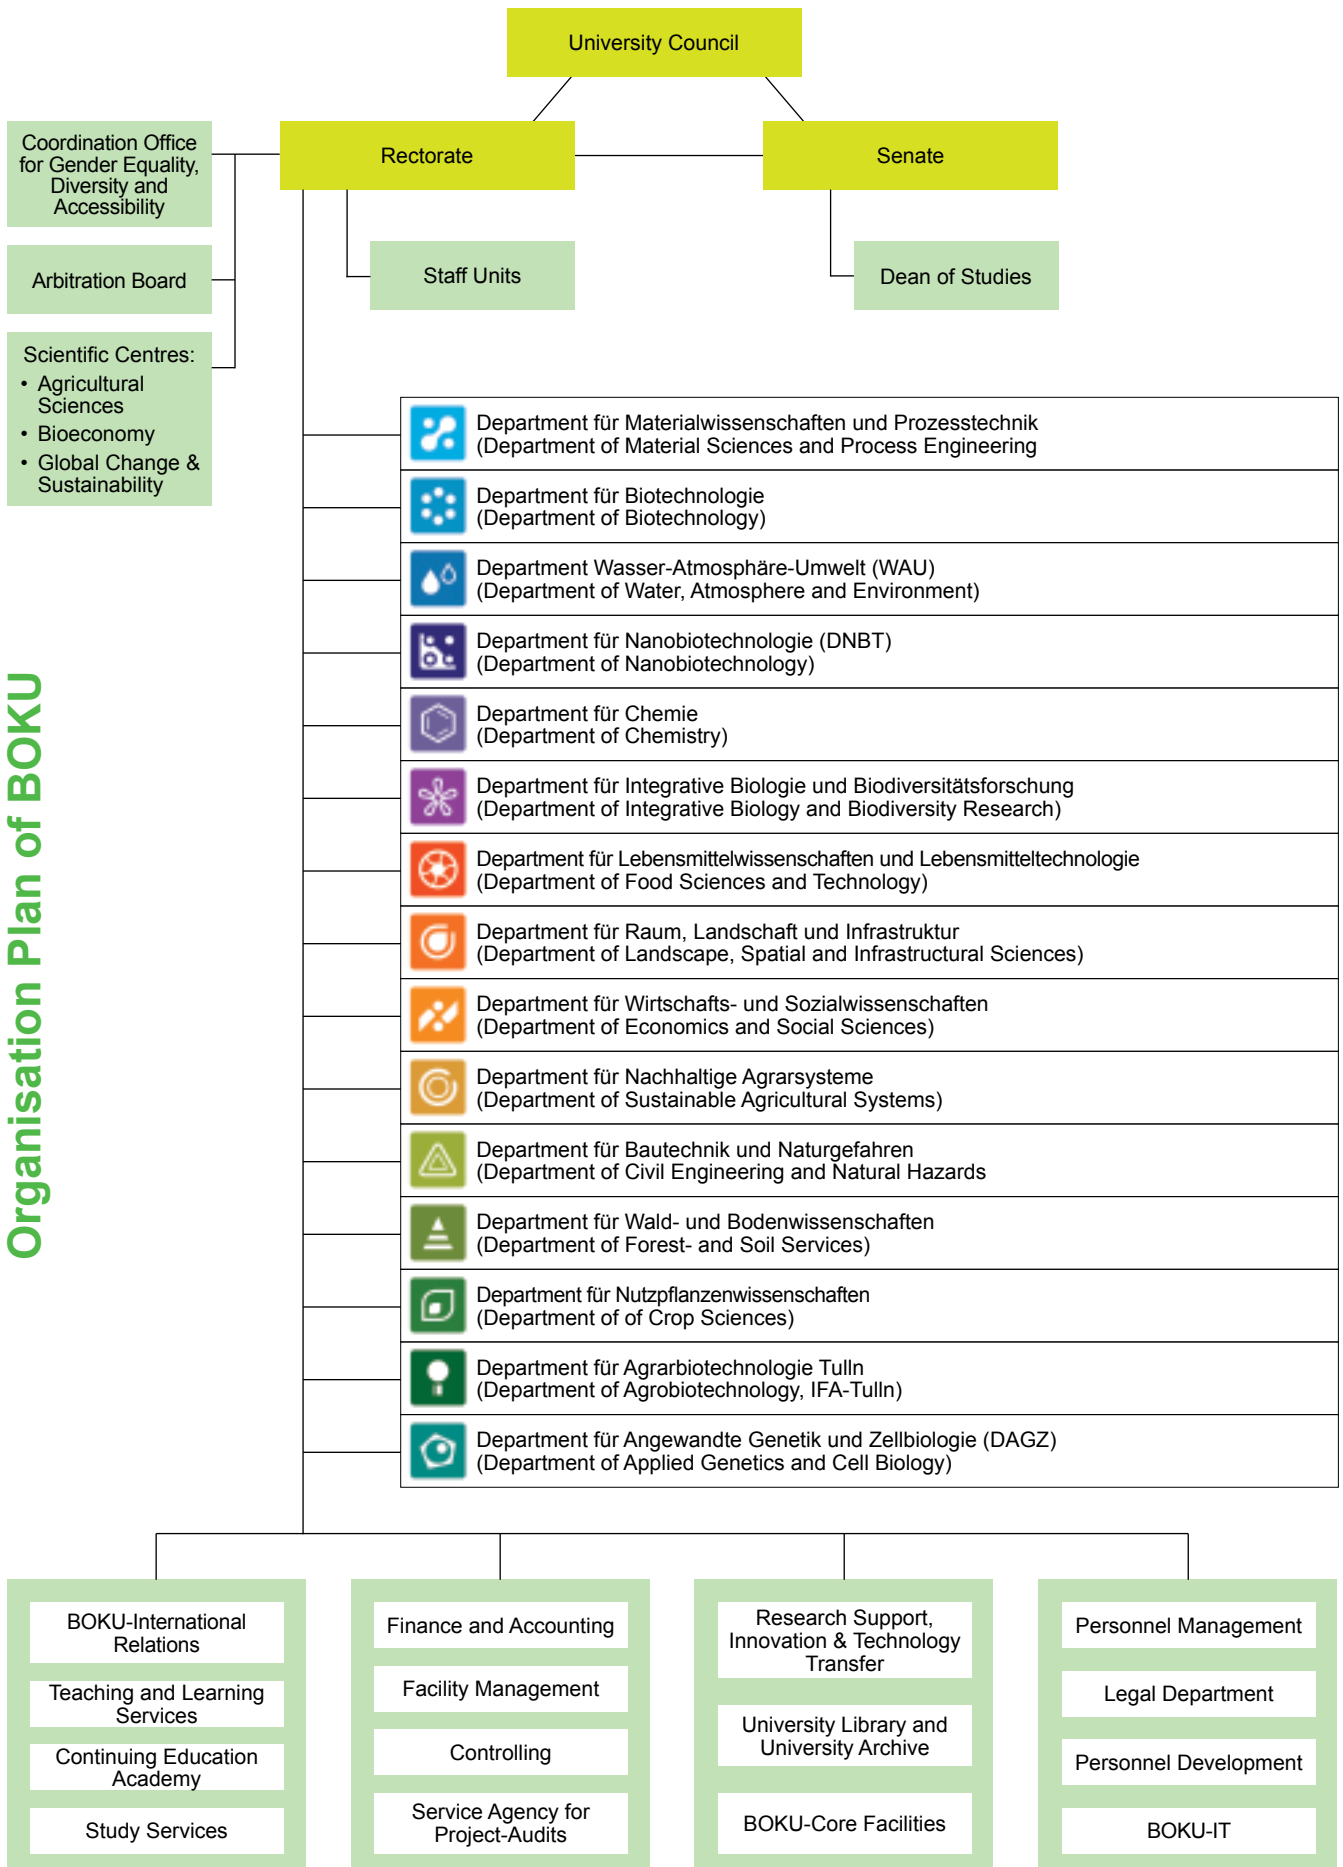 University Council
Rectorate
Senate
Coordination Office
for Gender Equality,
Diversity and
Accessibility
Arbitration Board
Scientific Centres:
• Agricultural
Sciences
• Bioeconomy
• Global Change &
Sustainability
Staff Units
Dean of Studies
Organisation Plan of BOKU
Department für Materialwissenschaften und Prozesstechnik
(Department of Material Sciences and Process Engineering
Department für Biotechnologie
(Department of Biotechnology)
Department Wasser-Atmosphäre-Umwelt (WAU)
(Department of Water, Atmosphere and Environment)
Department für Nanobiotechnologie (DNBT)
(Department of Nanobiotechnology)
Department für Chemie
(Department of Chemistry)
Department für Integrative Biologie und Biodiversitätsforschung
(Department of Integrative Biology and Biodiversity Research)
Department für Lebensmittelwissenschaften und Lebensmitteltechnologie
(Department of Food Sciences and Technology)
Department für Raum, Landschaft und Infrastruktur
(Department of Landscape, Spatial and Infrastructural Sciences)
Department für Wirtschafts- und Sozialwissenschaften
(Department of Economics and Social Sciences)
Department für Nachhaltige Agrarsysteme
(Department of Sustainable Agricultural Systems)
Department für Bautechnik und Naturgefahren
(Department of Civil Engineering and Natural Hazards
Department für Wald- und Bodenwissenschaften
(Department of Forest- and Soil Services)
Department für Nutzpflanzenwissenschaften
(Department of of Crop Sciences)
Department für Agrarbiotechnologie Tulln
(Department of Agrobiotechnology, IFA-Tulln)
Department für Angewandte Genetik und Zellbiologie (DAGZ)
(Department of Applied Genetics and Cell Biology)
BOKU-International
Relations
Teaching and Learning
Services
Continuing Education
Academy
Study Services
Finance and Accounting
Facility Management
Controlling
Service Agency for
Project-Audits
Research Support,
Innovation & Technology
Transfer
University Library and
University Archive
BOKU-Core Facilities
Personnel Management
Legal Department
Personnel Development
BOKU-IT